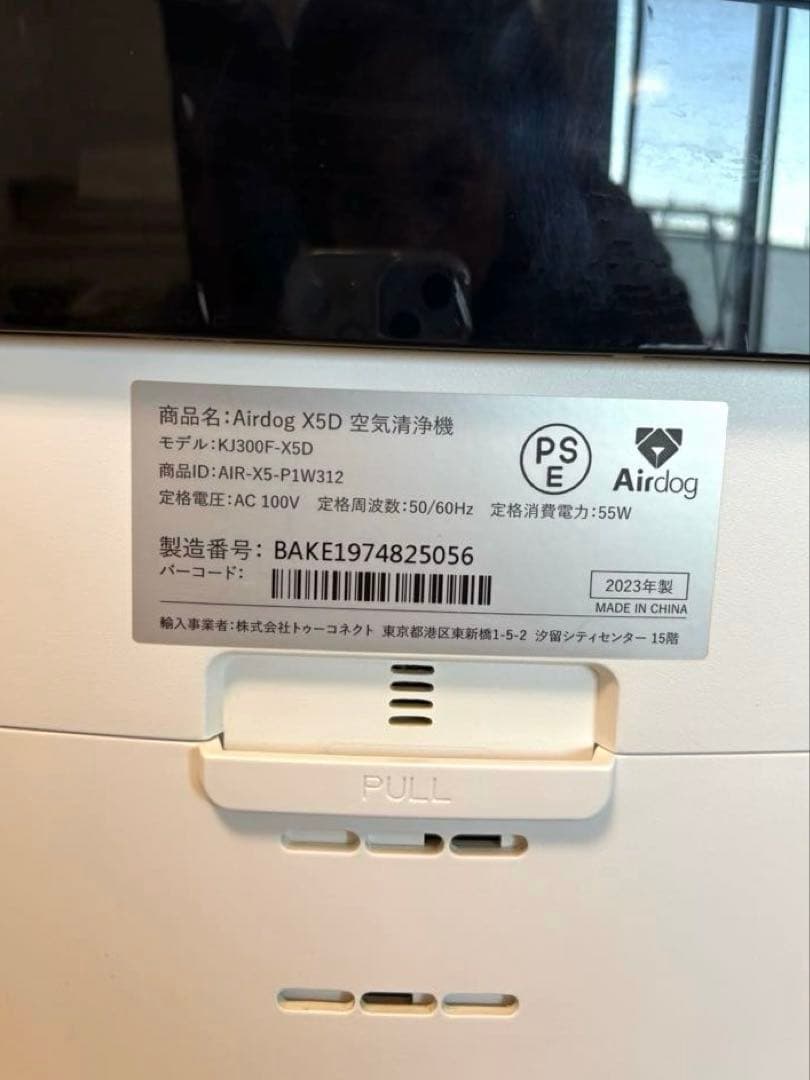 商品名:Airdog X5D 空気清浄機
モデル:KJ300F-X5D
商品ID:AIR-X5-P1W312
定格電圧:AC 100V 定格周波数:50/60Hz 定格消費電力:55W
PSE
Airdog
製造番号: BAKE1974825056
バーコード:
2023年製
MADE IN CHINA
輸入事業者:株式会社トゥーコネクト 東京都港区東新橋1-5-2 汐留シティセンター 15階
PULL